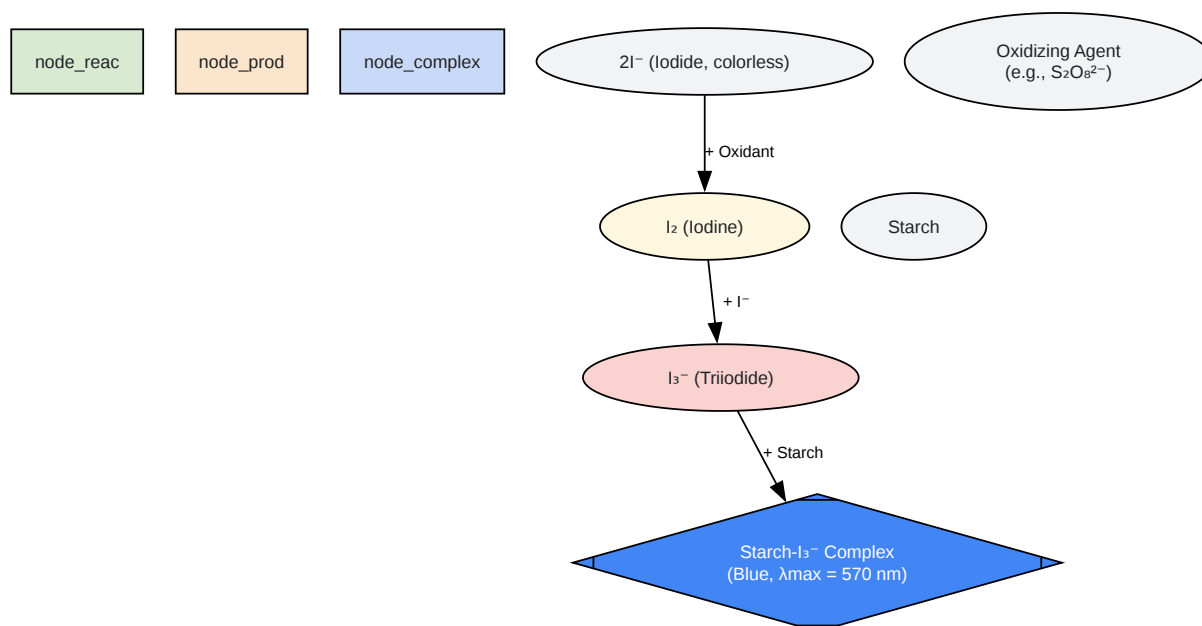 node_reac
node_prod
node_complex
2I⁻ (Iodide, colorless)
Oxidizing Agent
(e.g., S₂O₈²⁻)
+ Oxidant
I₂ (Iodine)
Starch
+ I⁻
I₃⁻ (Triiodide)
+ Starch
Starch-I₃⁻ Complex
(Blue, λmax = 570 nm)